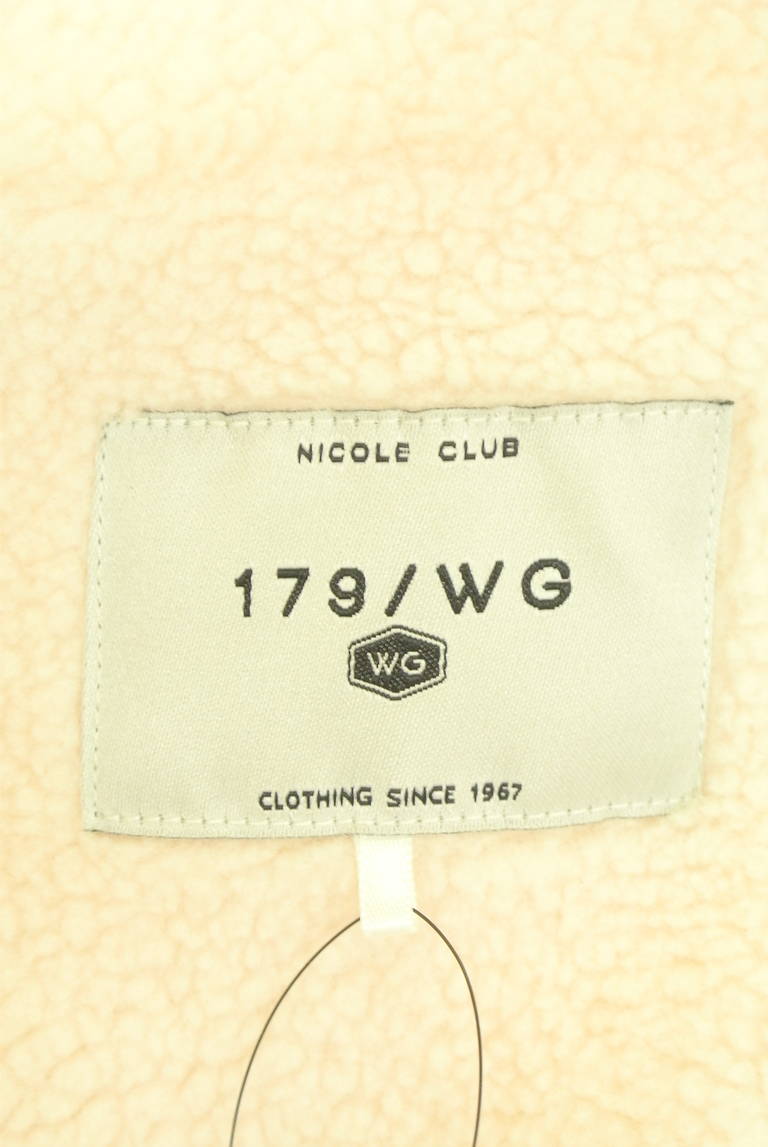 NICOLE CLUB
179/WG
WG
CLOTHING SINCE 1967